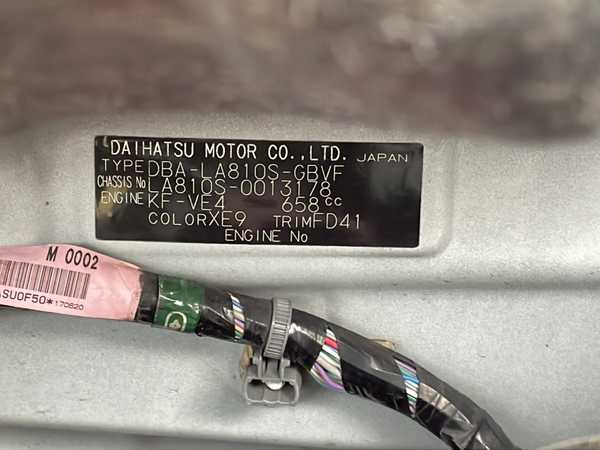 DAIHATSU MOTOR CO.,LTD. JAPAN
TYPE DBA-LA810S-GBVF
CHASSIS No LA810S-0013178
ENGINE KF-VE4 658cc
COLOR XE9 TRIM FD41
ENGINE No
M 0002
SU0F50*170820